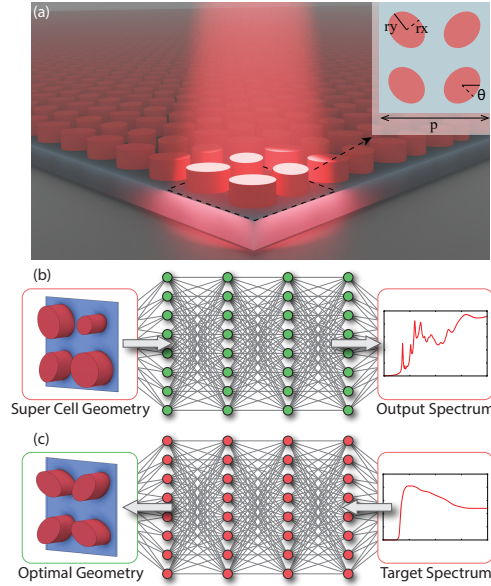 (a)
ry
rx
θ
p
(b)
Super Cell Geometry
Output Spectrum
(c)
Optimal Geometry
Target Spectrum